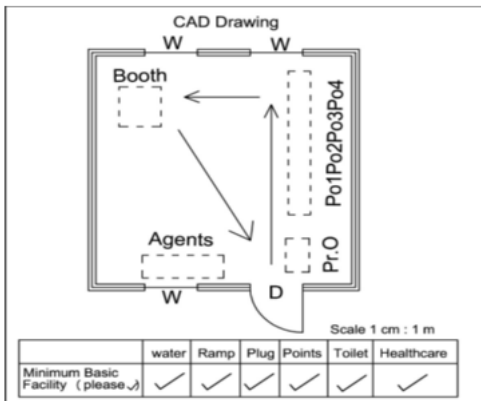 CAD Drawing
W W
Booth
Po1Po2Po3Po4
Agents
Pr.O
W
D
Scale 1 cm : 1 m
water Ramp Plug Points Toilet Healthcare
Minimum Basic
Facility ( please ✓) ✓ ✓ ✓ ✓ ✓ ✓